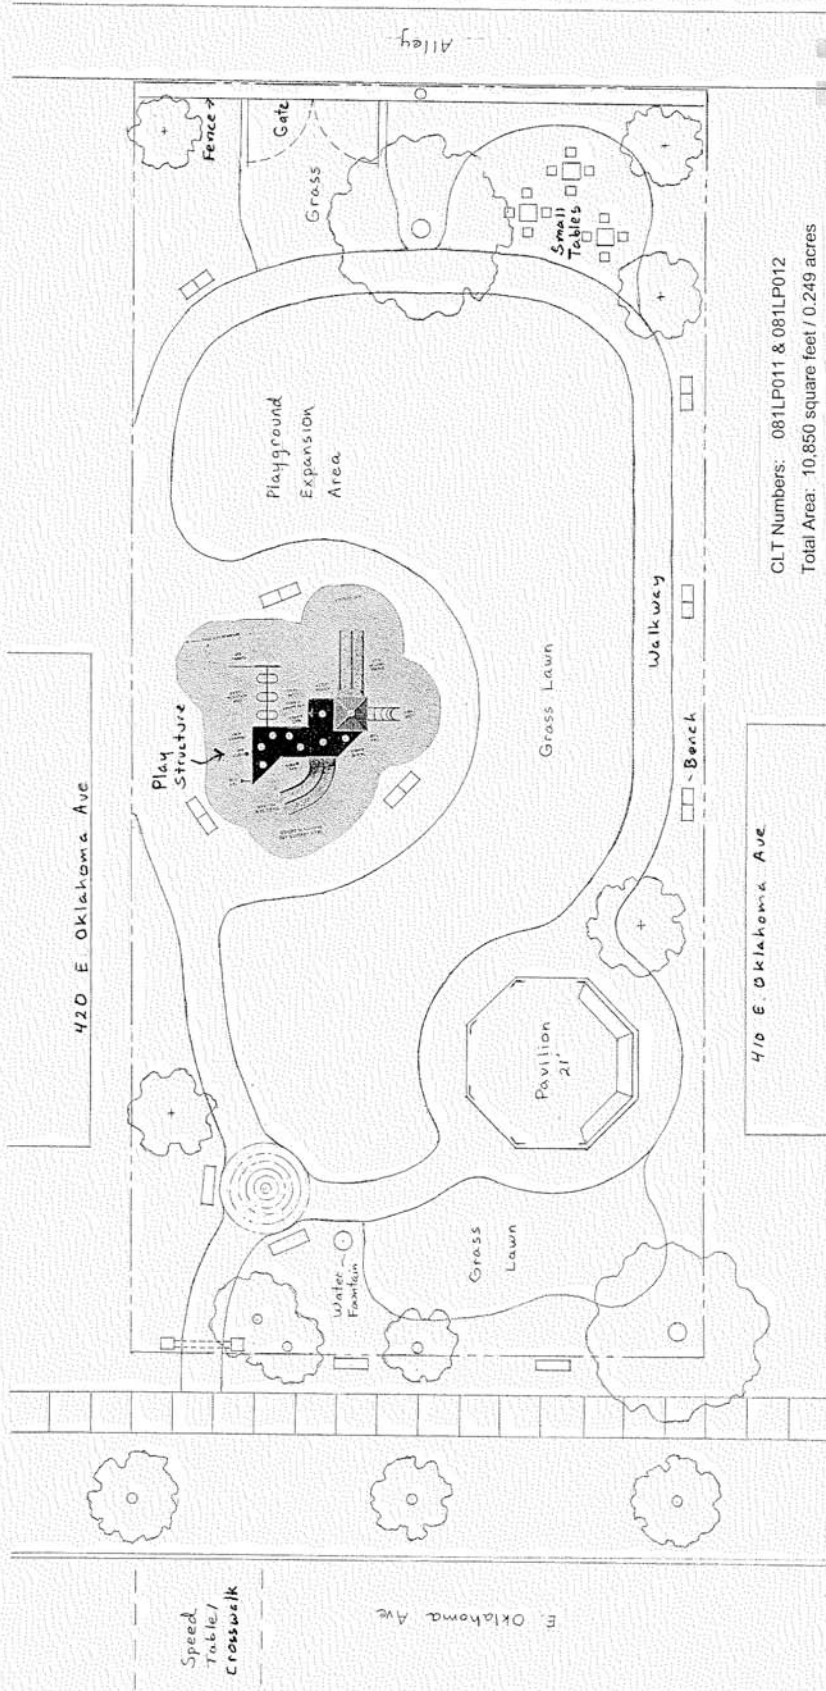 Alley
Fence→
Gate
Grass
Small
Tables
Playground
Expansion
Area
CLT Numbers: 081LP011 & 081LP012
Total Area: 10,850 square feet / 0.249 acres
Play
Structure
Grass Lawn
Walkway
Bench
420 E. Oklahoma Ave
410 E. Oklahoma Ave
Pavilion
21'
Grass
Lawn
Water
Fountain
Speed
Table/
Crosswalk
E. Oklahoma Ave